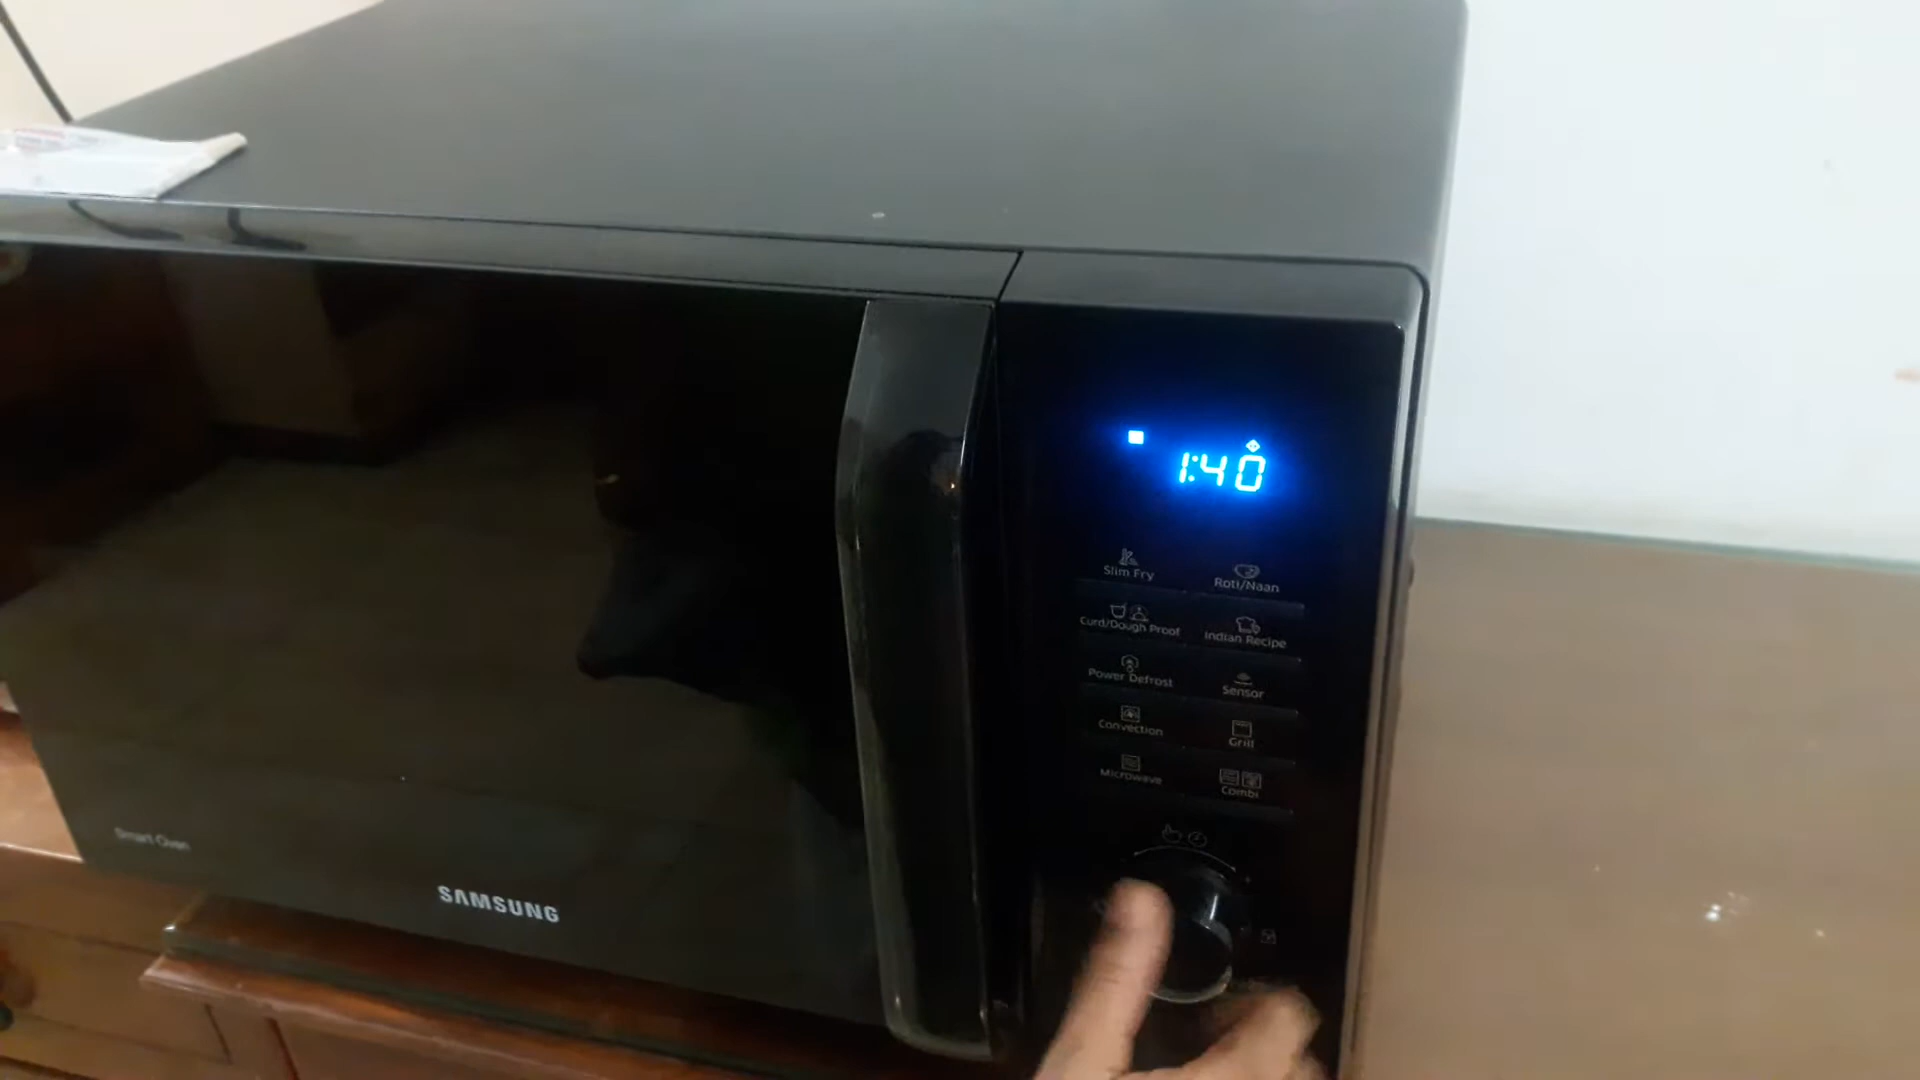 1:40
Slim Fry
Roti/Naan
Curd/Dough Proof
Indian Recipe
Power Defrost
Sensor
Convection
Grill
Microwave
Combi
Smart Oven
SAMSUNG